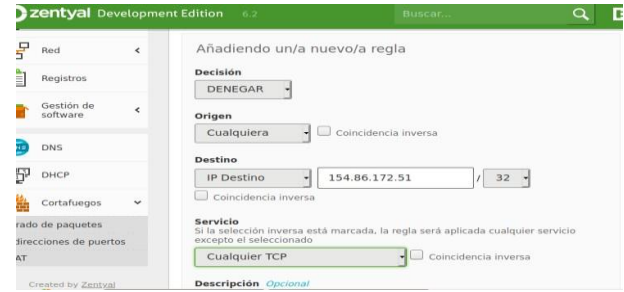 zentyal Development Edition 6.2
Buscar...
Red
Registros
Gestión de
software
DNS
DHCP
Cortafuegos
rado de paquetes
direcciones de puertos
AT
Created by Zentyal
Añadiendo un/a nuevo/a regla
Decisión
DENEGAR
Origen
Cualquiera
Coincidencia inversa
Destino
IP Destino
154.86.172.51 / 32
Coincidencia inversa
Servicio
Si la selección inversa está marcada, la regla será aplicada cualquier servicio
excepto el seleccionado
Cualquier TCP
Coincidencia inversa
Descripción Opcional